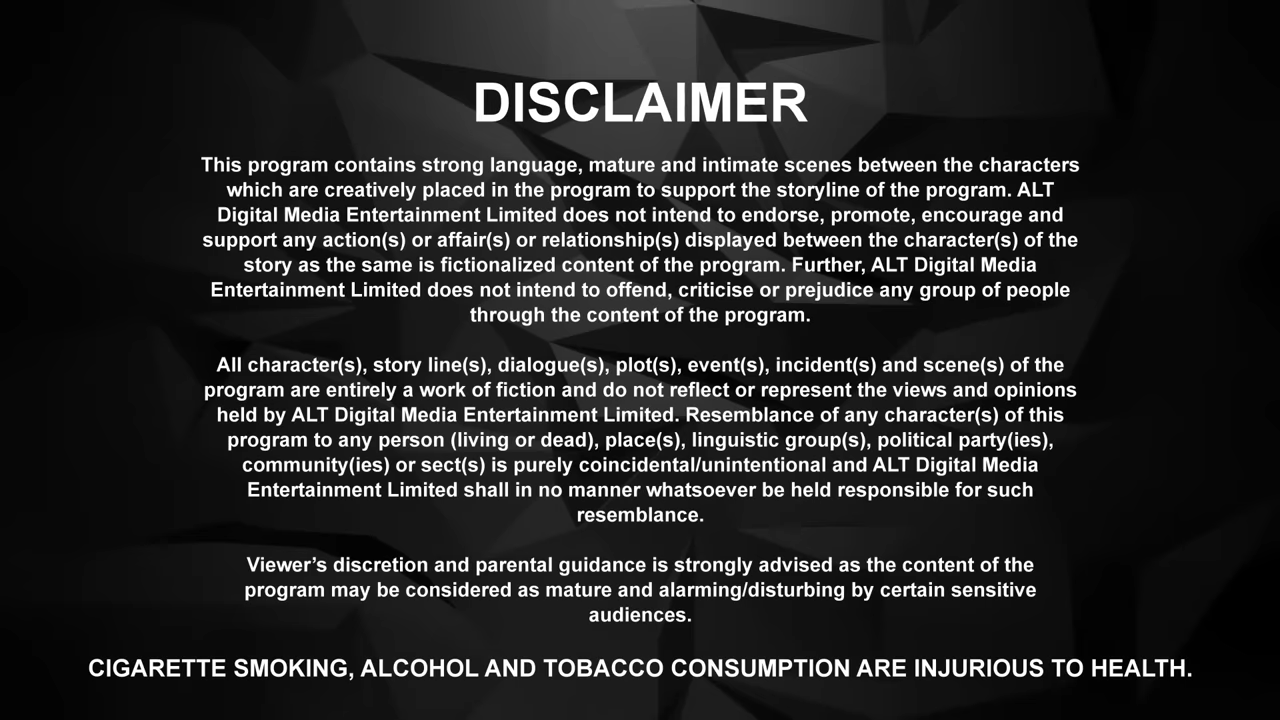 DISCLAIMER
This program contains strong language, mature and intimate scenes between the characters
which are creatively placed in the program to support the storyline of the program. ALT
Digital Media Entertainment Limited does not intend to endorse, promote, encourage and
support any action(s) or affair(s) or relationship(s) displayed between the character(s) of the
story as the same is fictionalized content of the program. Further, ALT Digital Media
Entertainment Limited does not intend to offend, criticise or prejudice any group of people
through the content of the program.
All character(s), story line(s), dialogue(s), plot(s), event(s), incident(s) and scene(s) of the
program are entirely a work of fiction and do not reflect or represent the views and opinions
held by ALT Digital Media Entertainment Limited. Resemblance of any character(s) of this
program to any person (living or dead), place(s), linguistic group(s), political party(ies),
community(ies) or sect(s) is purely coincidental/unintentional and ALT Digital Media
Entertainment Limited shall in no manner whatsoever be held responsible for such
resemblance.
Viewer’s discretion and parental guidance is strongly advised as the content of the
program may be considered as mature and alarming/disturbing by certain sensitive
audiences.
CIGARETTE SMOKING, ALCOHOL AND TOBACCO CONSUMPTION ARE INJURIOUS TO HEALTH.